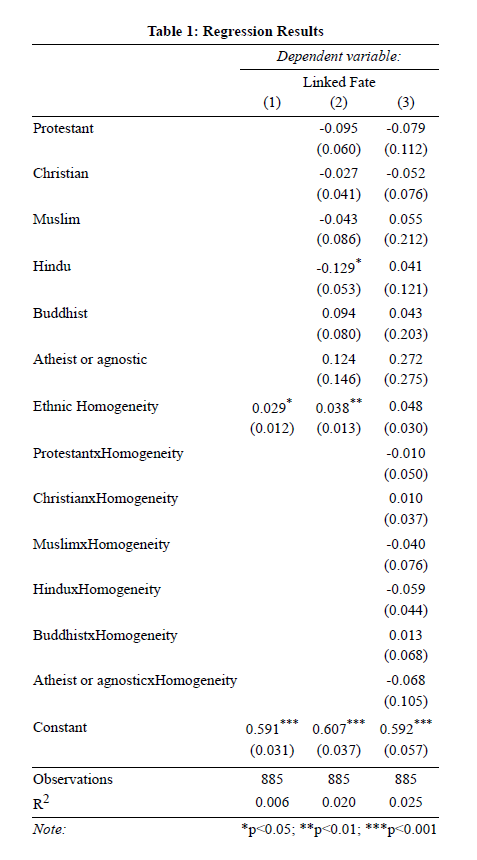 Table 1: Regression Results
Dependent variable:
Linked Fate
(1) (2) (3)
Protestant -0.095 -0.079
(0.060) (0.112)
Christian -0.027 -0.052
(0.041) (0.076)
Muslim -0.043 0.055
(0.086) (0.212)
Hindu -0.129* 0.041
(0.053) (0.121)
Buddhist 0.094 0.043
(0.080) (0.203)
Atheist or agnostic 0.124 0.272
(0.146) (0.275)
Ethnic Homogeneity 0.029* 0.038** 0.048
(0.012) (0.013) (0.030)
ProtestantxHomogeneity -0.010
(0.050)
ChristianxHomogeneity 0.010
(0.037)
MuslimxHomogeneity -0.040
(0.076)
HinduxHomogeneity -0.059
(0.044)
BuddhistxHomogeneity 0.013
(0.068)
Atheist or agnosticxHomogeneity -0.068
(0.105)
Constant 0.591*** 0.607*** 0.592***
(0.031) (0.037) (0.057)
Observations 885 885 885
R2 0.006 0.020 0.025
Note: *p<0.05; **p<0.01; ***p<0.001